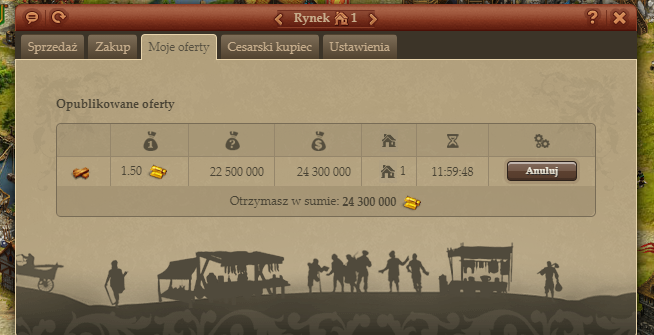 Rynek 1
?
Sprzedaż Zakup Moje oferty Cesarski kupiec Ustawienia
Opublikowane oferty
1 ? $
1.50 22 500 000 24 300 000 1 11:59:48 Anuluj
Otrzymasz w sumie: 24 300 000